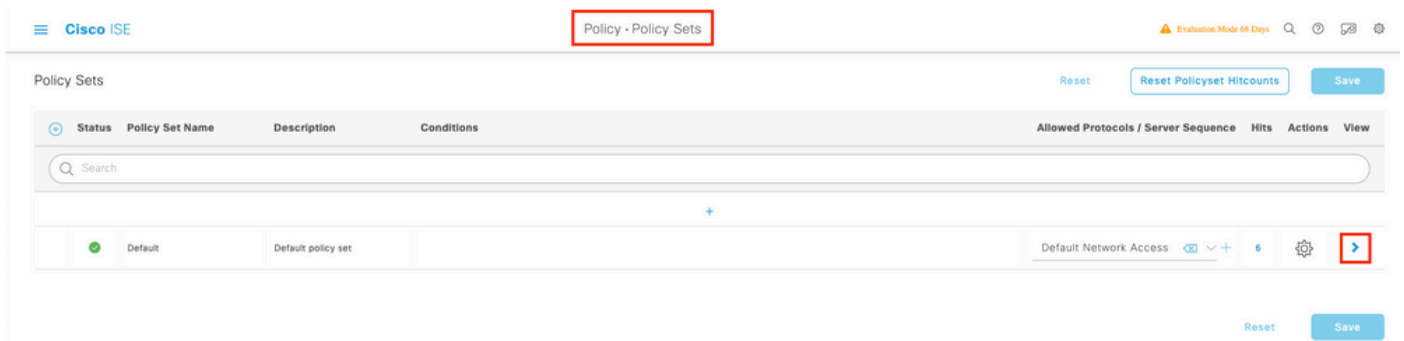 Cisco ISE
Policy · Policy Sets
Evaluation Mode 68 Days
Policy Sets
Reset
Reset Policyset Hitcounts
Save
Status Policy Set Name Description Conditions Allowed Protocols / Server Sequence Hits Actions View
Search
+
Default Default policy set Default Network Access + 6
Reset
Save